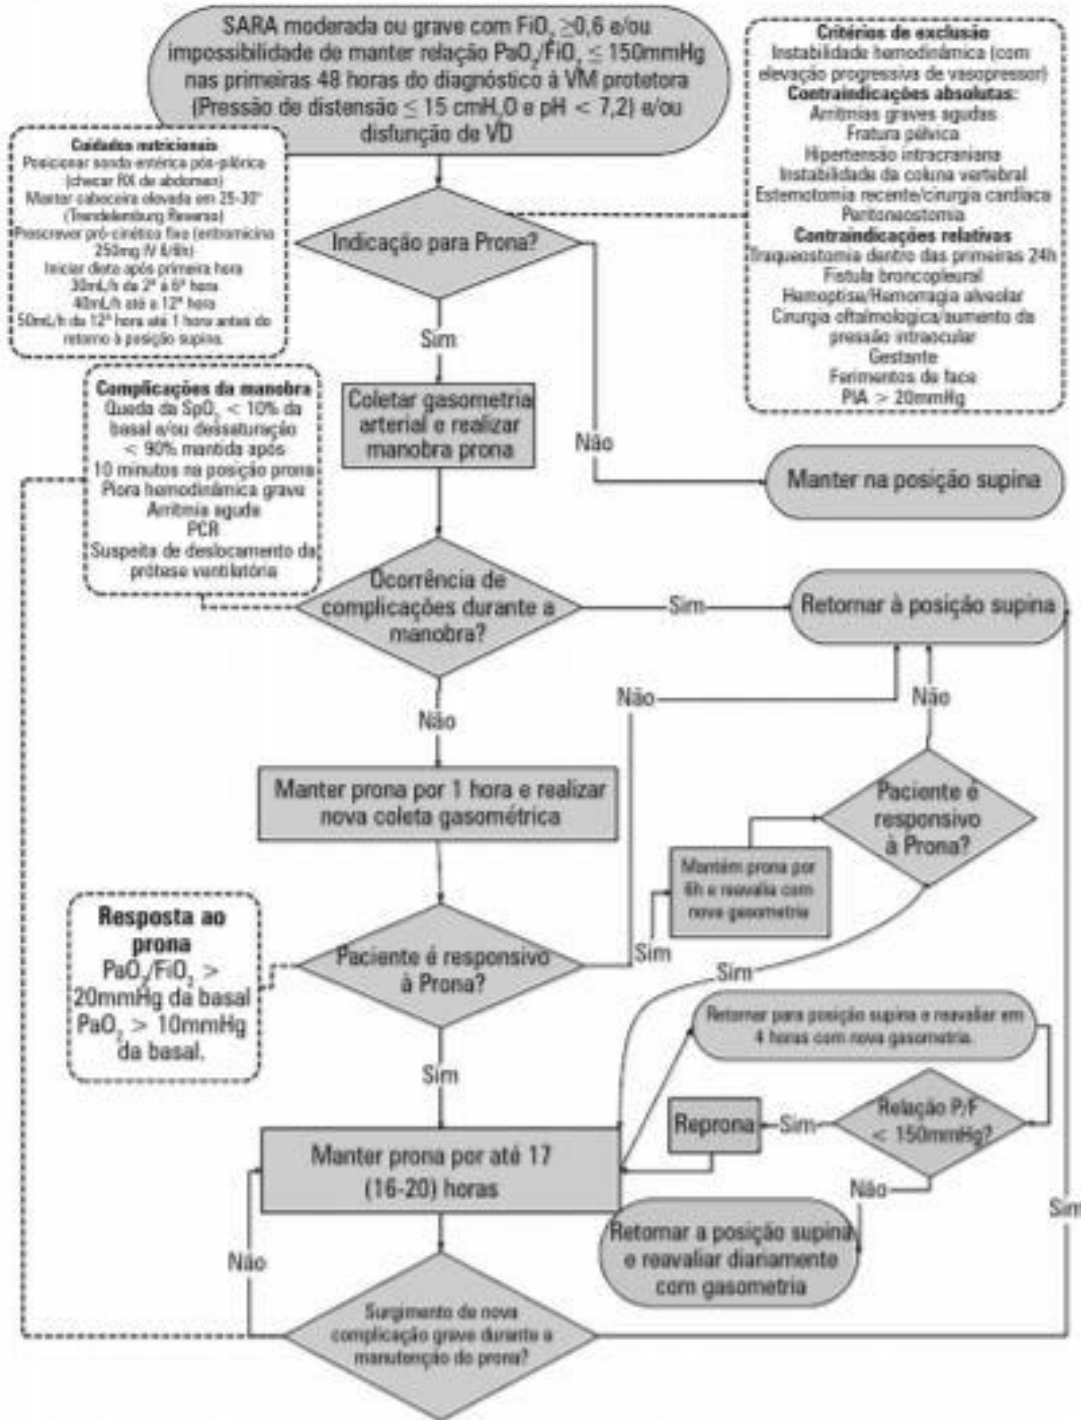 SARA moderada ou grave com FiO₂ ≥0,6 e/ou
impossibilidade de manter relação PaO₂/FiO₂ ≤ 150mmHg
nas primeiras 48 horas do diagnóstico à VM protetora
(Pressão de distensão ≤ 15 cmH₂O e pH < 7,2) e/ou
disfunção de VD
Critérios de exclusão
Instabilidade hemodinâmica (com
elevação progressiva de vasopressor)
Contraindicações absolutas:
Arritmias graves agudas
Fratura pélvica
Hipertensão intracraniana
Instabilidade da coluna vertebral
Esternotomia recente/cirurgia cardíaca
Peritoneostomia
Contraindicações relativas
Traqueostomia dentro das primeiras 24h
Fístula broncopleural
Hemoptise/Hemorragia alveolar
Cirurgia oftalmologica/aumento da
pressão intraocular
Gestante
Ferimentos de face
PIA > 20mmHg
Cuidados nutricionais
Posicionar sonda entérica pós-pilórica
(checar RX de abdomen)
Manter cabeceira elevada em 25-30°
(Trendelemburg Reverso)
Prescrever pró-cinético fixo (eritromicina
250mg IV 6/6h)
Iniciar dieta após primeira hora
30mL/h da 2ª à 6ª hora
40mL/h até a 12ª hora
50mL/h da 12ª hora até 1 hora antes do
retorno à posição supina.
Indicação para Prona?
Sim
Não
Complicações da manobra
Queda da SpO₂ < 10% da
basal e/ou dessaturação
< 90% mantida após
10 minutos na posição prona
Piora hemodinâmica grave
Arritmia aguda
PCR
Suspeita de deslocamento da
prótese ventilatória
Coletar gasometria
arterial e realizar
manobra prona
Manter na posição supina
Ocorrência de
complicações durante a
manobra?
Sim
Retornar à posição supina
Não
Não
Não
Manter prona por 1 hora e realizar
nova coleta gasométrica
Paciente é
responsivo
à Prona?
Mantém prona por
6h e reavalia com
nova gasometria
Resposta ao
prona
PaO₂/FiO₂ >
20mmHg da basal
PaO₂ > 10mmHg
da basal.
Paciente é responsivo
à Prona?
Sim
Sim
Sim
Retornar para posição supina e reavaliar em
4 horas com nova gasometria.
Relação P/F
< 150mmHg?
Sim
Reprona
Manter prona por até 17
(16-20) horas
Não
Sim
Retornar a posição supina
e reavaliar diariamente
com gasometria
Não
Surgimento de nova
complicação grave durante a
manutenção do prona?